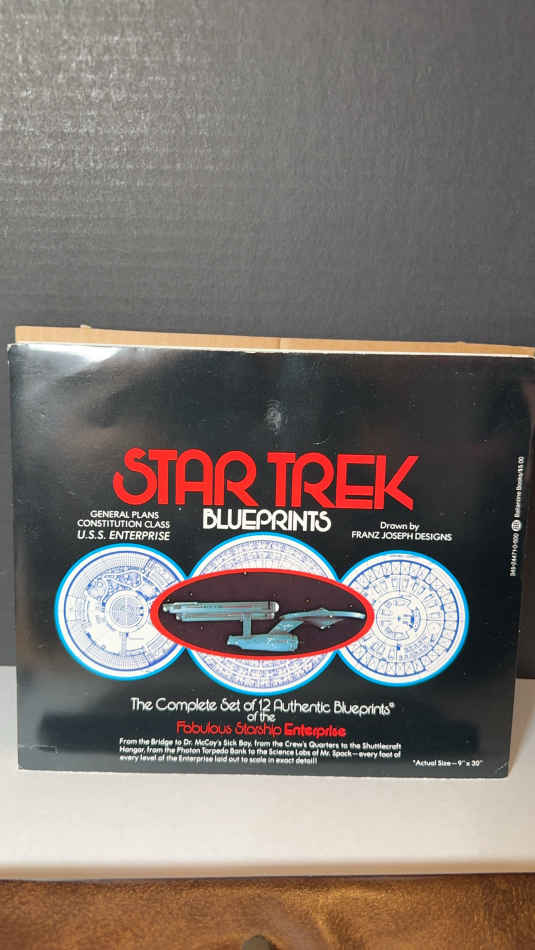 STAR TREK
BLUEPRINTS
GENERAL PLANS
CONSTITUTION CLASS
U.S.S. ENTERPRISE
Drawn by
FRANZ JOSEPH DESIGNS
The Complete Set of 12 Authentic Blueprints*
of the
Fabulous Starship Enterprise
From the Bridge to Dr. McCoy's Sick Bay, from the Crew's Quarters to the Shuttlecraft
Hangar, from the Photon Torpedo Bank to the Science Labs of Mr. Spock—every foot of
every level of the Enterprise laid out to scale in exact detail!
*Actual Size—9" x 30"
Ballantine Books/$5.00